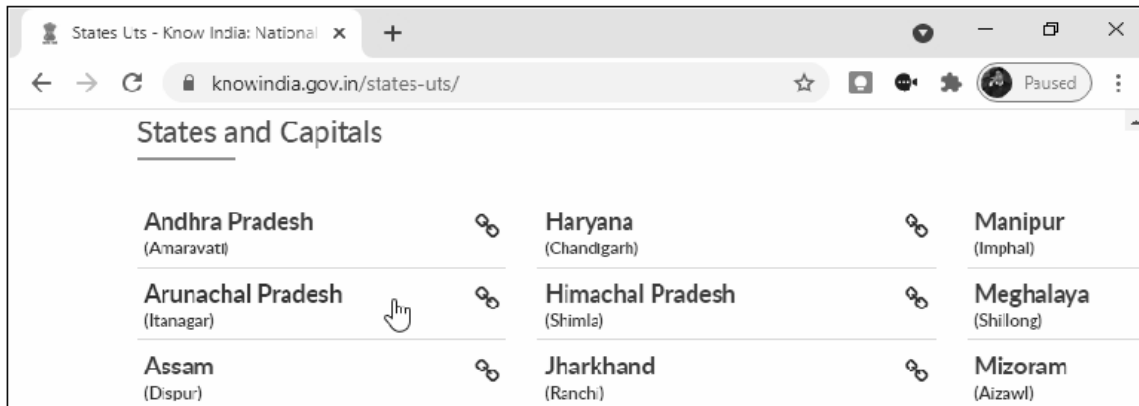 States Uts - Know India: National
knowindia.gov.in/states-uts/
Paused
States and Capitals
Andhra Pradesh
(Amaravati)
Haryana
(Chandigarh)
Manipur
(Imphal)
Arunachal Pradesh
(Itanagar)
Himachal Pradesh
(Shimla)
Meghalaya
(Shillong)
Assam
(Dispur)
Jharkhand
(Ranchi)
Mizoram
(Aizawl)